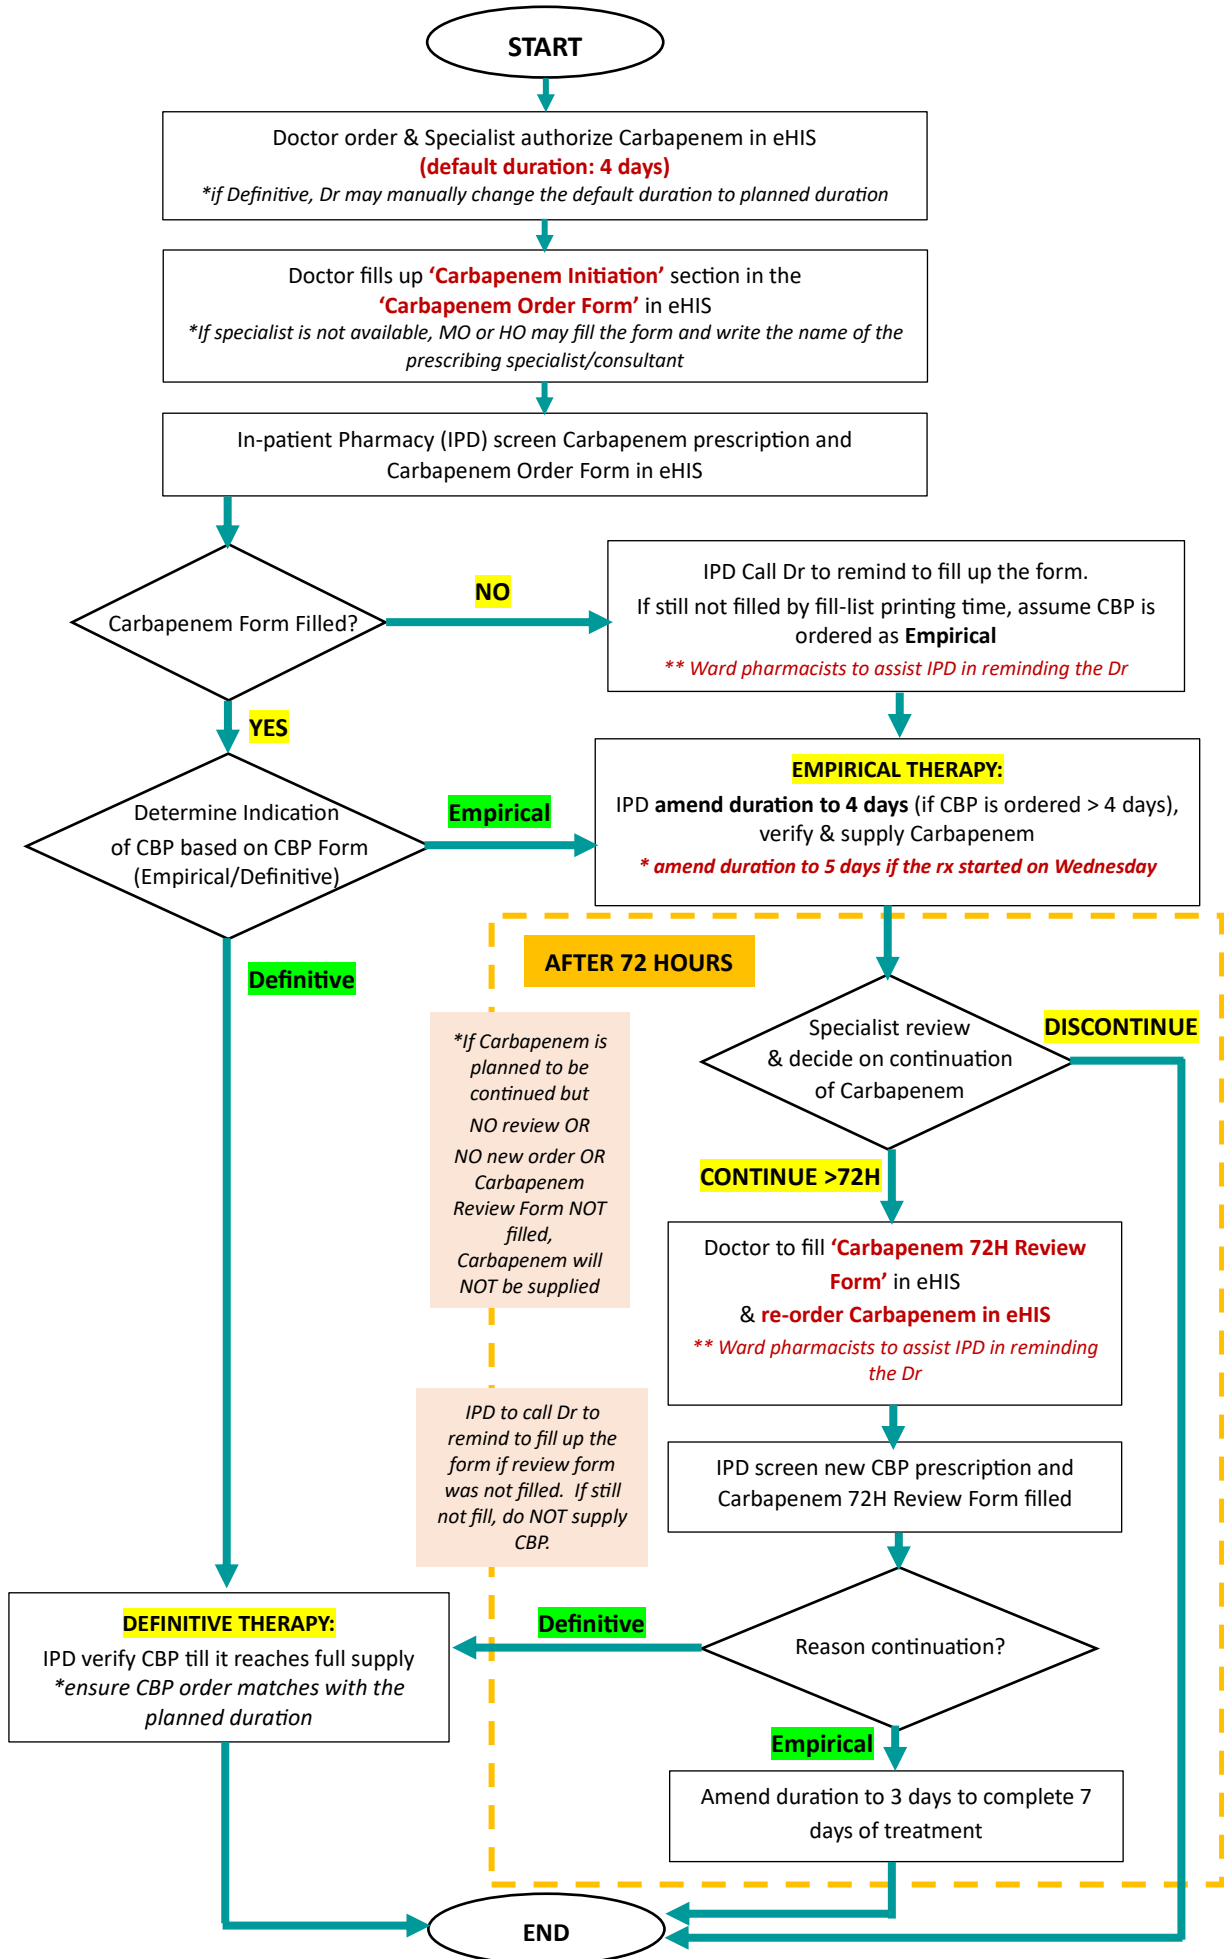 START
Doctor order & Specialist authorize Carbapenem in eHIS
(default duration: 4 days)
*if Definitive, Dr may manually change the default duration to planned duration
Doctor fills up ‘Carbapenem Initiation’ section in the
‘Carbapenem Order Form’ in eHIS
*If specialist is not available, MO or HO may fill the form and write the name of the
prescribing specialist/consultant
In-patient Pharmacy (IPD) screen Carbapenem prescription and
Carbapenem Order Form in eHIS
Carbapenem Form Filled?
NO
IPD Call Dr to remind to fill up the form.
If still not filled by fill-list printing time, assume CBP is
ordered as Empirical
** Ward pharmacists to assist IPD in reminding the Dr
YES
Determine Indication
of CBP based on CBP Form
(Empirical/Definitive)
Empirical
EMPIRICAL THERAPY:
IPD amend duration to 4 days (if CBP is ordered > 4 days),
verify & supply Carbapenem
* amend duration to 5 days if the rx started on Wednesday
Definitive
AFTER 72 HOURS
Specialist review
& decide on continuation
of Carbapenem
DISCONTINUE
*If Carbapenem is
planned to be
continued but
NO review OR
NO new order OR
Carbapenem
Review Form NOT
filled,
Carbapenem will
NOT be supplied
CONTINUE >72H
Doctor to fill ‘Carbapenem 72H Review
Form’ in eHIS
& re-order Carbapenem in eHIS
** Ward pharmacists to assist IPD in reminding
the Dr
IPD to call Dr to
remind to fill up the
form if review form
was not filled. If still
not fill, do NOT supply
CBP.
IPD screen new CBP prescription and
Carbapenem 72H Review Form filled
Reason continuation?
Definitive
DEFINITIVE THERAPY:
IPD verify CBP till it reaches full supply
*ensure CBP order matches with the
planned duration
Empirical
Amend duration to 3 days to complete 7
days of treatment
END